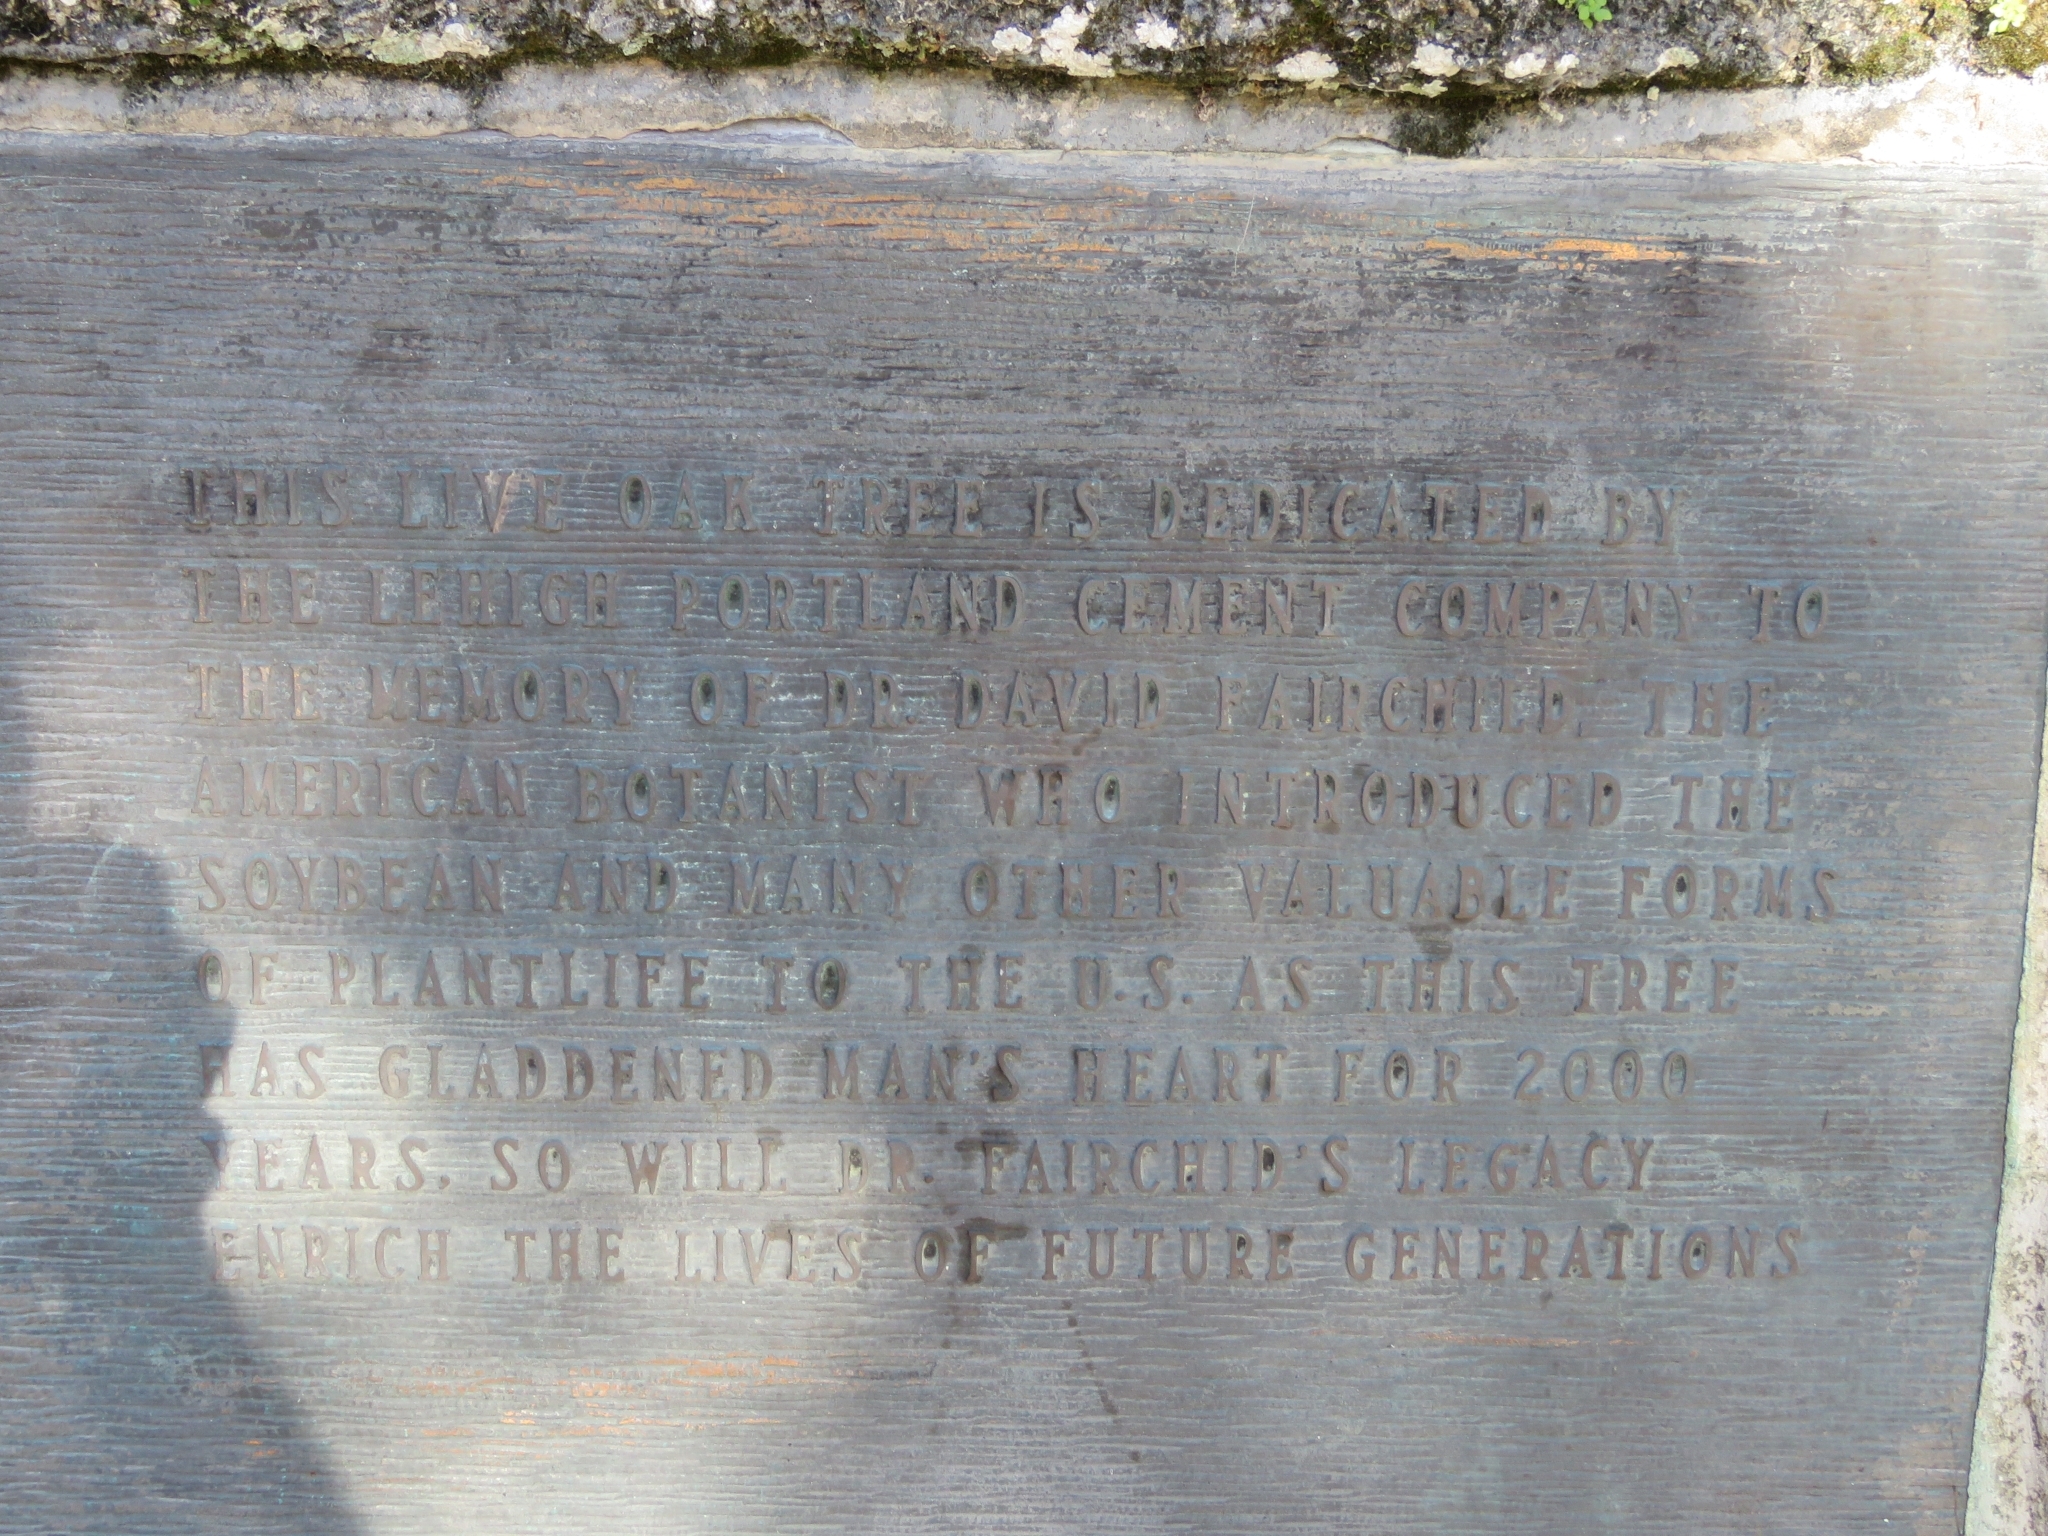 THIS LIVE OAK TREE IS DEDICATED BY
THE LEHIGH PORTLAND CEMENT COMPANY TO
THE MEMORY OF DR. DAVID FAIRCHILD, THE
AMERICAN BOTANIST WHO INTRODUCED THE
SOYBEAN AND MANY OTHER VALUABLE FORMS
OF PLANTLIFE TO THE U.S. AS THIS TREE
HAS GLADDENED MAN'S HEART FOR 2000
YEARS, SO WILL DR. FAIRCHID'S LEGACY
ENRICH THE LIVES OF FUTURE GENERATIONS.